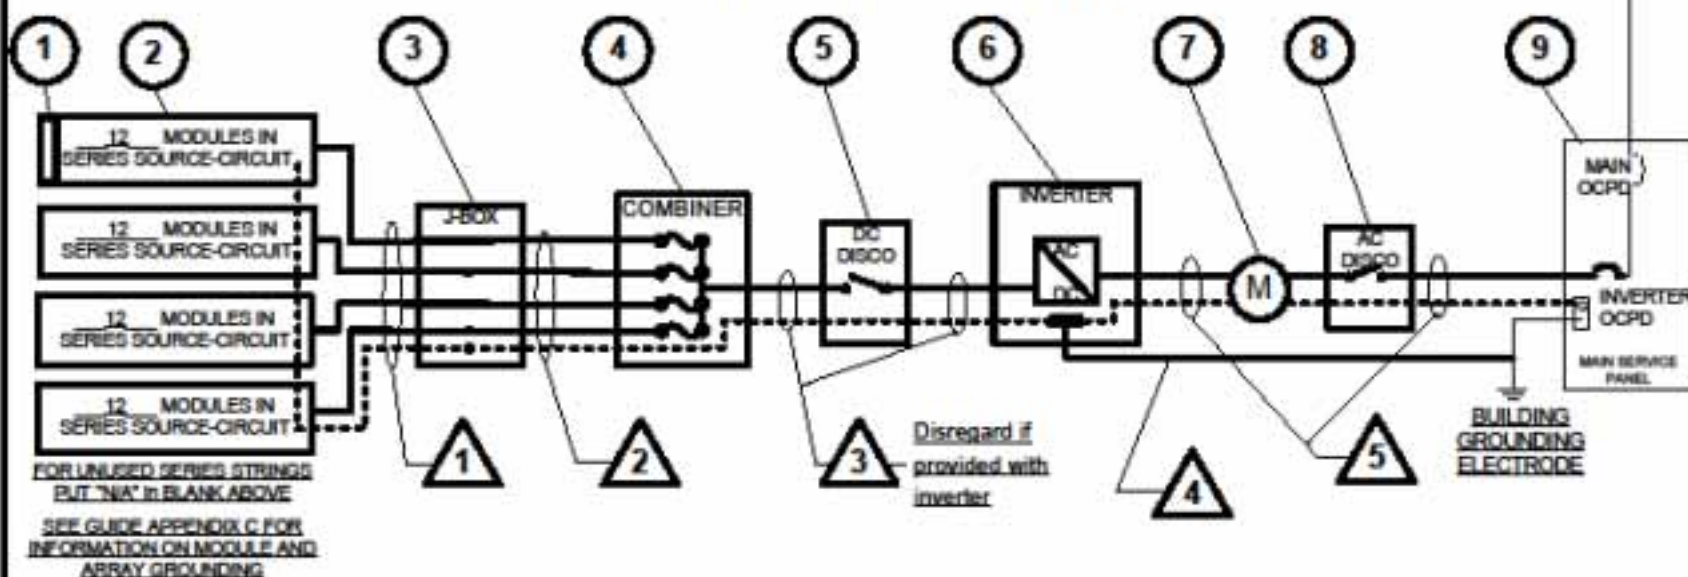 1 2 3 4 5 6 7 8 9
12 MODULES IN
SERIES SOURCE-CIRCUIT
12 MODULES IN
SERIES SOURCE-CIRCUIT
12 MODULES IN
SERIES SOURCE-CIRCUIT
12 MODULES IN
SERIES SOURCE-CIRCUIT
J-BOX
COMBINER
DC
DISCO
INVERTER
AC
DC
M
AC
DISCO
MAIN
OCPD
INVERTER
OCPD
MAIN SERVICE
PANEL
BUILDING
GROUNDING
ELECTRODE
1
2
3
Disregard if
provided with
inverter
4
5
FOR UNUSED SERIES STRINGS
PUT "N/A" in BLANK ABOVE
SEE GUIDE APPENDIX C FOR
INFORMATION ON MODULE AND
ARRAY GROUNDING